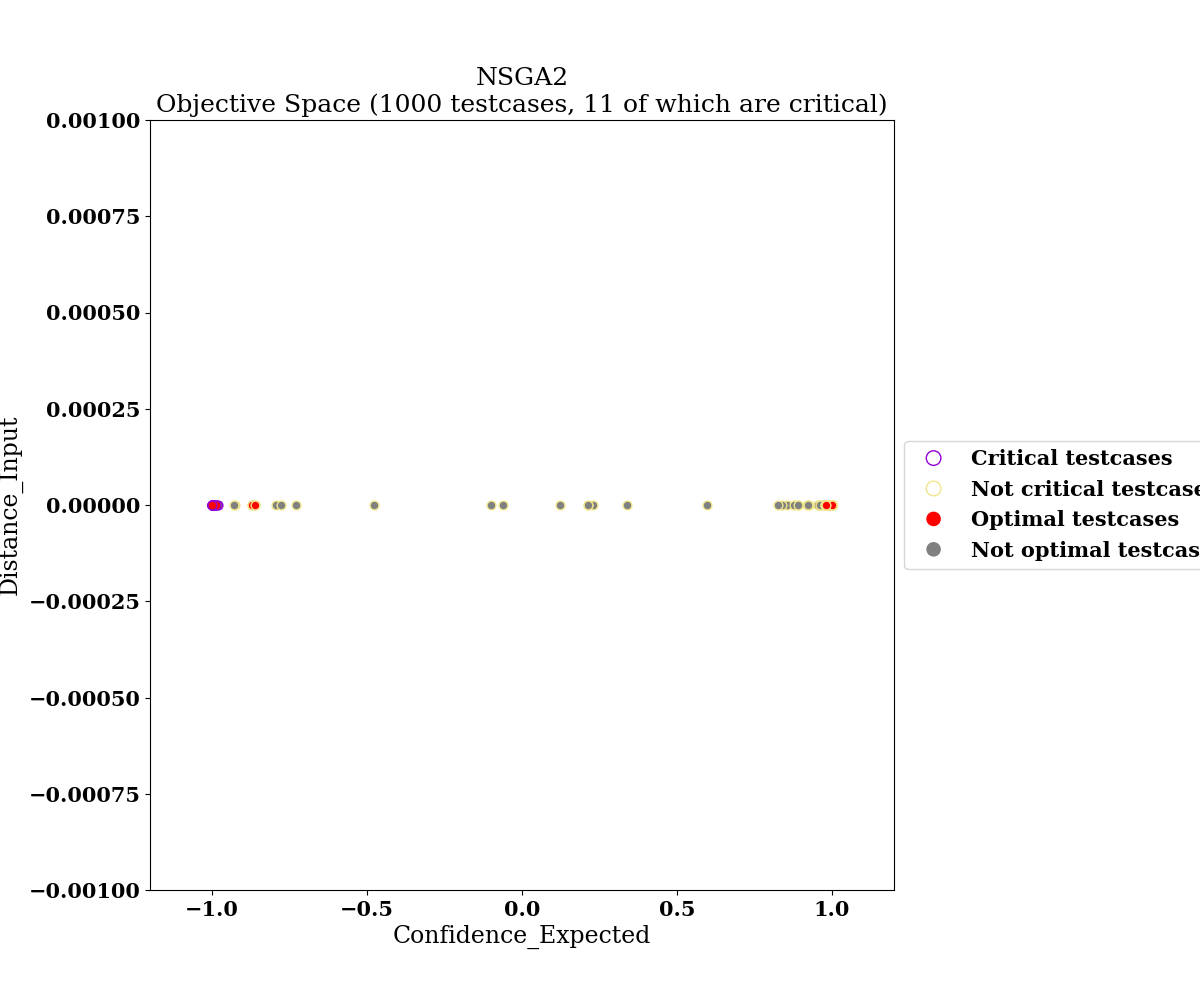 NSGA2
Objective Space (1000 testcases, 11 of which are critical)
0.00100
0.00075
0.00050
0.00025
0.00000
−0.00025
−0.00050
−0.00075
−0.00100
Distance_Input
−1.0
−0.5
0.0
0.5
1.0
Confidence_Expected
Critical testcases
Not critical testcase
Optimal testcases
Not optimal testcas